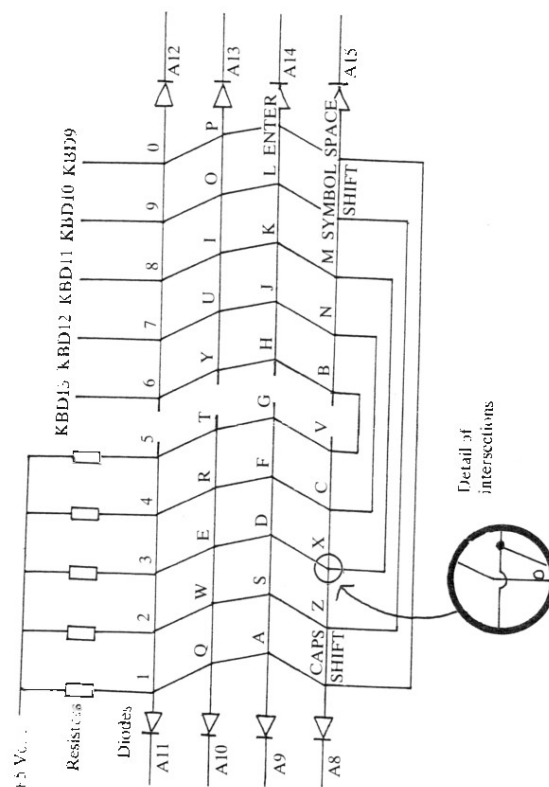 KBD13 KBD12 KBD11 KBD10 KBD9
+5
Resistors
Diodes
1 2 3 4 5 6 7 8 9 0
A11 A12
Q W E R T Y U I O P
A10 A13
A S D F G H J K L ENTER
A9 A14
CAPS SHIFT Z X C V B N M SYMBOL SHIFT SPACE
A8 A15
Detail of
intersections